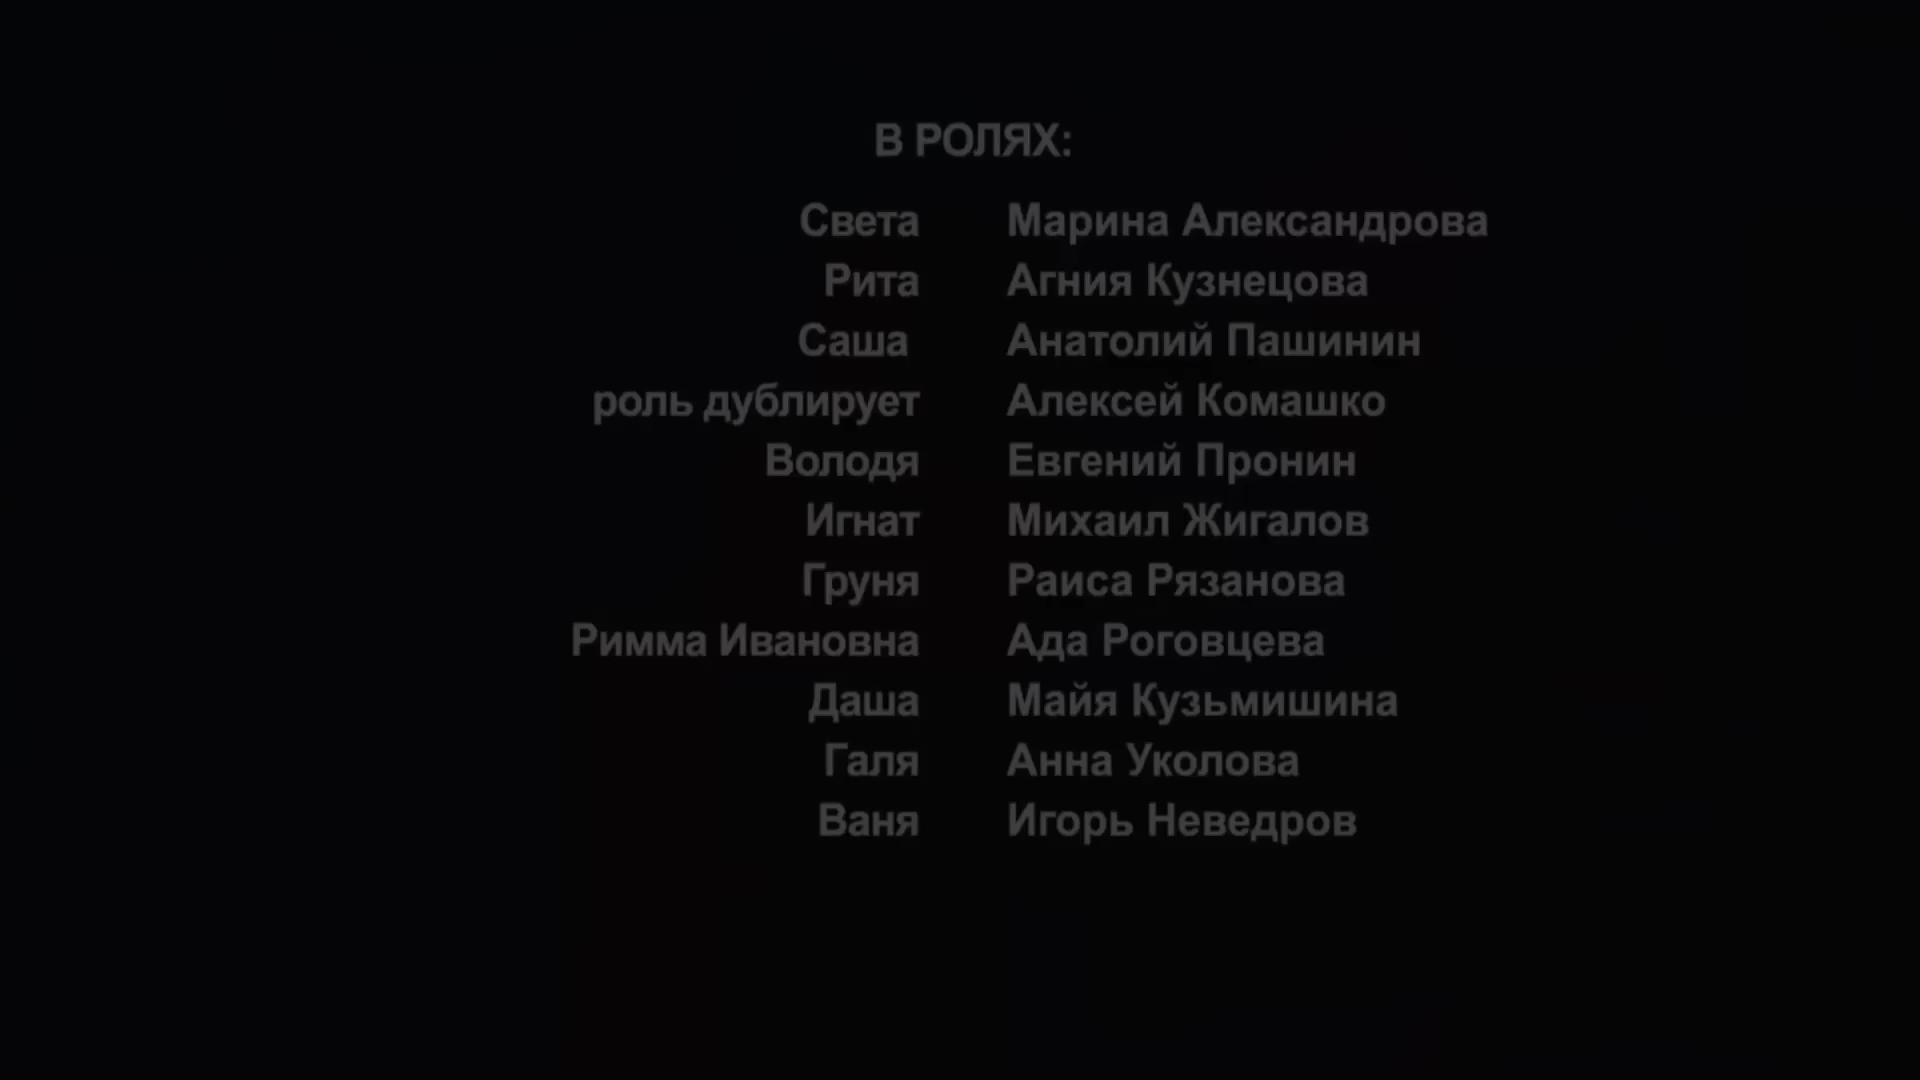 В РОЛЯХ:
Света Марина Александрова
Рита Агния Кузнецова
Саша Анатолий Пашинин
роль дублирует Алексей Комашко
Володя Евгений Пронин
Игнат Михаил Жигалов
Груня Раиса Рязанова
Римма Ивановна Ада Роговцева
Даша Майя Кузьмишина
Галя Анна Уколова
Ваня Игорь Неведров